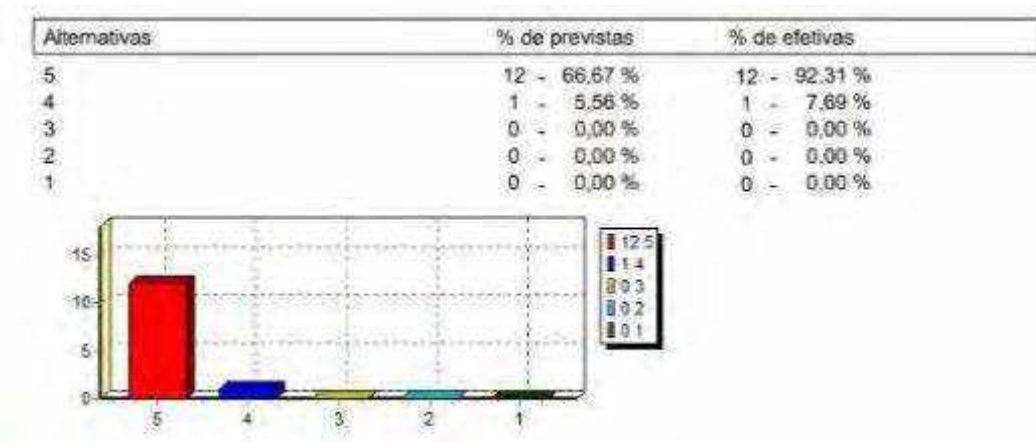 Alternativas % de previstas % de efetivas
5 12 - 66,67 % 12 - 92.31 %
4 1 - 5,56 % 1 - 7,69 %
3 0 - 0,00 % 0 - 0,00 %
2 0 - 0,00 % 0 - 0.00 %
1 0 - 0,00 % 0 - 0.00 %
15
10
5
0
5 4 3 2 1
12 5
1 4
0 3
0 2
0 1